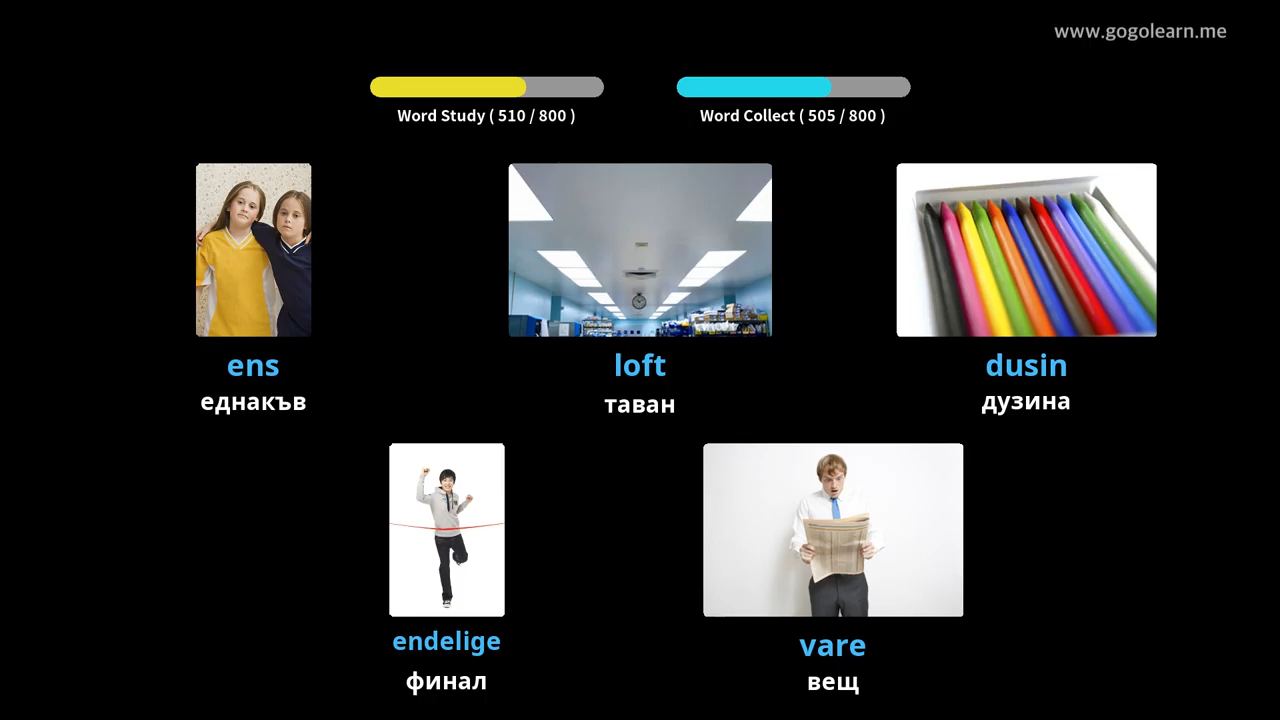 www.gogolearn.me
Word Study ( 510 / 800 )
Word Collect ( 505 / 800 )
ens
еднакъв
loft
таван
dusin
дузина
endelige
финал
vare
вещ